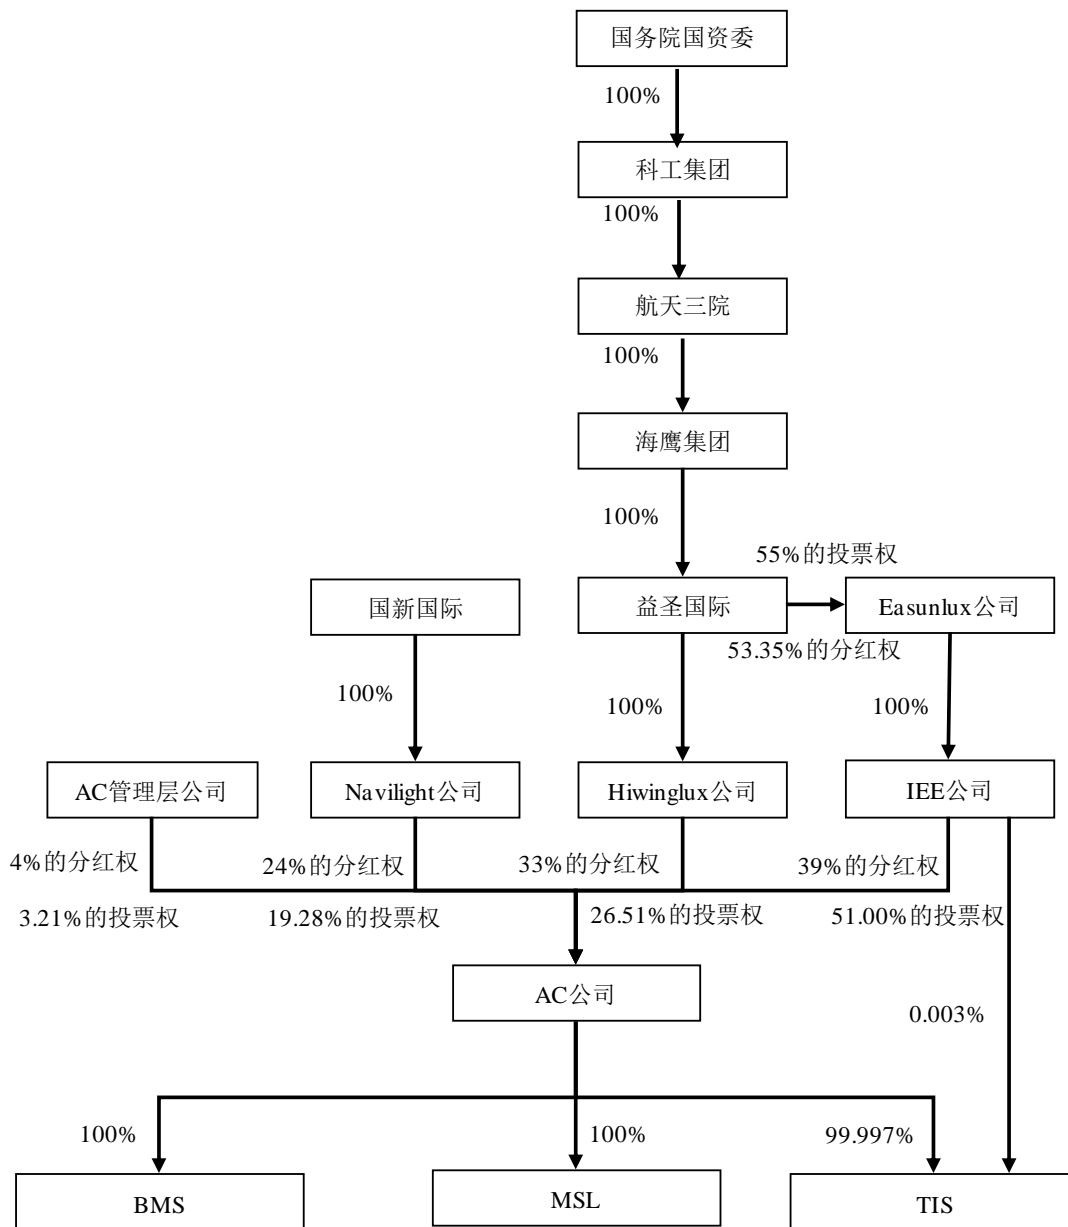 国务院国资委
100%
科工集团
100%
航天三院
100%
海鹰集团
100%
55%的投票权
国新国际
益圣国际
Easunlux公司
53.35%的分红权
100%
100%
100%
AC管理层公司
Navilight公司
Hiwinglux公司
IEE公司
4%的分红权
24%的分红权
33%的分红权
39%的分红权
3.21%的投票权
19.28%的投票权
26.51%的投票权
51.00%的投票权
AC公司
0.003%
100%
100%
99.997%
BMS
MSL
TIS